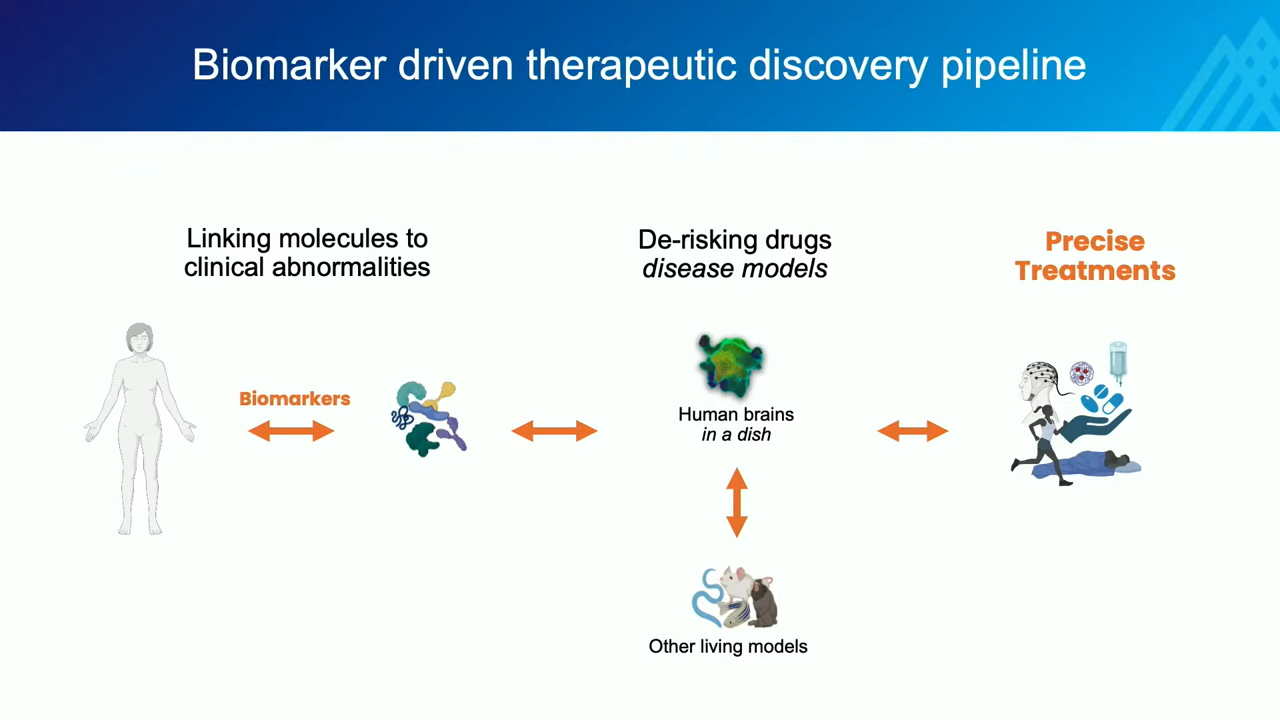 Biomarker driven therapeutic discovery pipeline
Linking molecules to
clinical abnormalities
De-risking drugs
disease models
Precise
Treatments
Biomarkers
Human brains
in a dish
Other living models